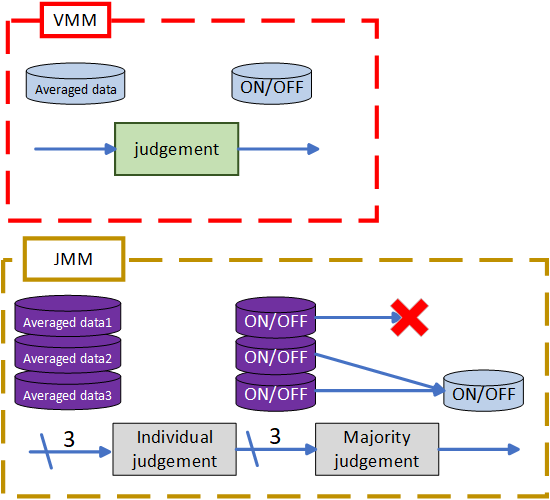 VMM
Averaged data
ON/OFF
judgement
JMM
Averaged data1
ON/OFF
Averaged data2
ON/OFF
Averaged data3
ON/OFF
ON/OFF
3
Individual
judgement
3
Majority
judgement